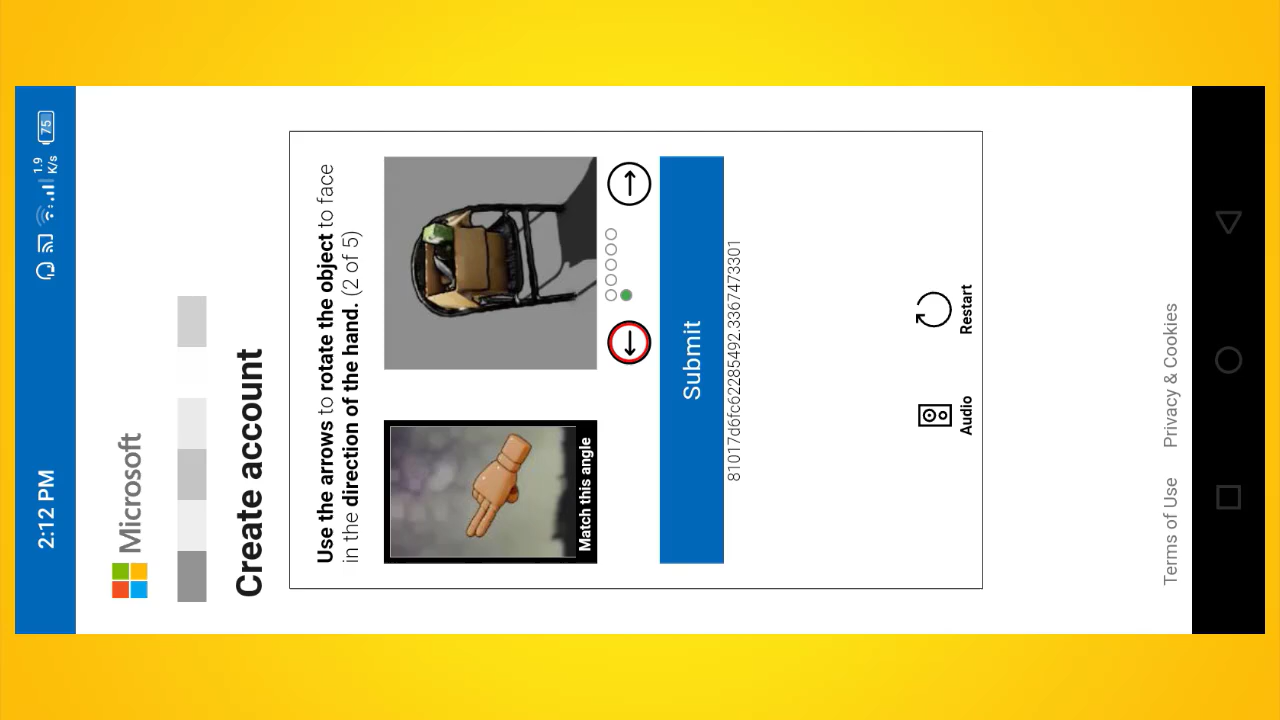 2:12 PM
1.9
K/s
75
Microsoft
Create account
Use the arrows to rotate the object to face
in the direction of the hand. (2 of 5)
Match this angle
Submit
81017d6fc62285492.3367473301
Audio
Restart
Terms of Use
Privacy & Cookies